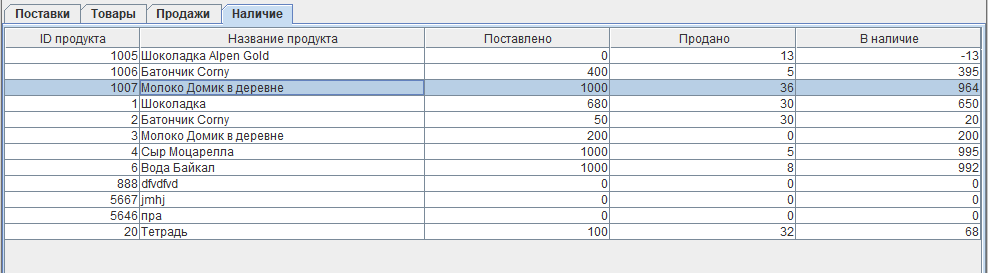 Поставки Товары Продажи Наличие
ID продукта Название продукта Поставлено Продано В наличие
1005 Шоколадка Alpen Gold 0 13 -13
1006 Батончик Corny 400 5 395
1007 Молоко Домик в деревне 1000 36 964
1 Шоколадка 680 30 650
2 Батончик Corny 50 30 20
3 Молоко Домик в деревне 200 0 200
4 Сыр Моцарелла 1000 5 995
6 Вода Байкал 1000 8 992
888 dfvdfvd 0 0 0
5667 jmhj 0 0 0
5646 пра 0 0 0
20 Тетрадь 100 32 68